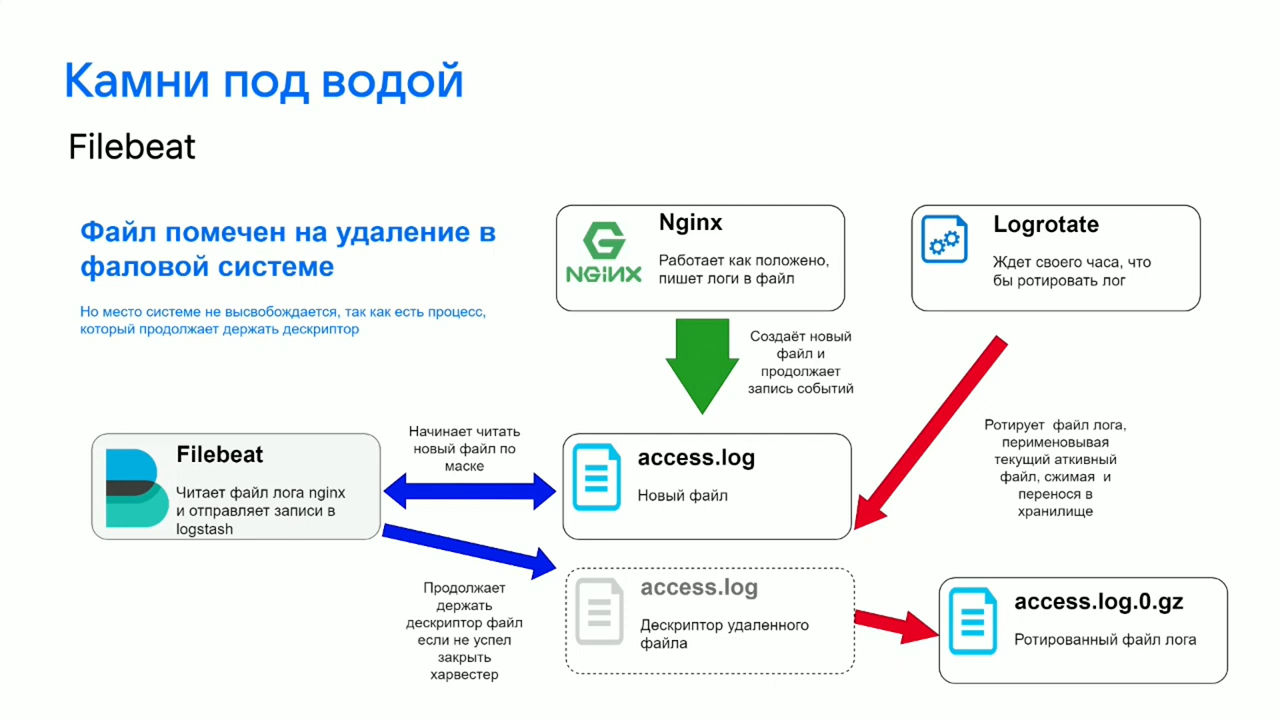 Камни под водой
Filebeat
Файл помечен на удаление в
фаловой системе
Но место системе не высвобождается, так как есть процесс,
который продолжает держать дескриптор
NGiNX
Nginx
Работает как положено,
пишет логи в файл
Logrotate
Ждет своего часа, что
бы ротировать лог
Создаёт новый
файл и
продолжает
запись событий
Ротирует файл лога,
перименовывая
текущий аткивный
файл, сжимая и
перенося в
хранилище
Начинает читать
новый файл по
маске
Filebeat
Читает файл лога nginx
и отправляет записи в
logstash
access.log
Новый файл
Продолжает
держать
дескриптор файл
если не успел
закрыть
харвестер
access.log
Дескриптор удаленного
файла
access.log.0.gz
Ротированный файл лога